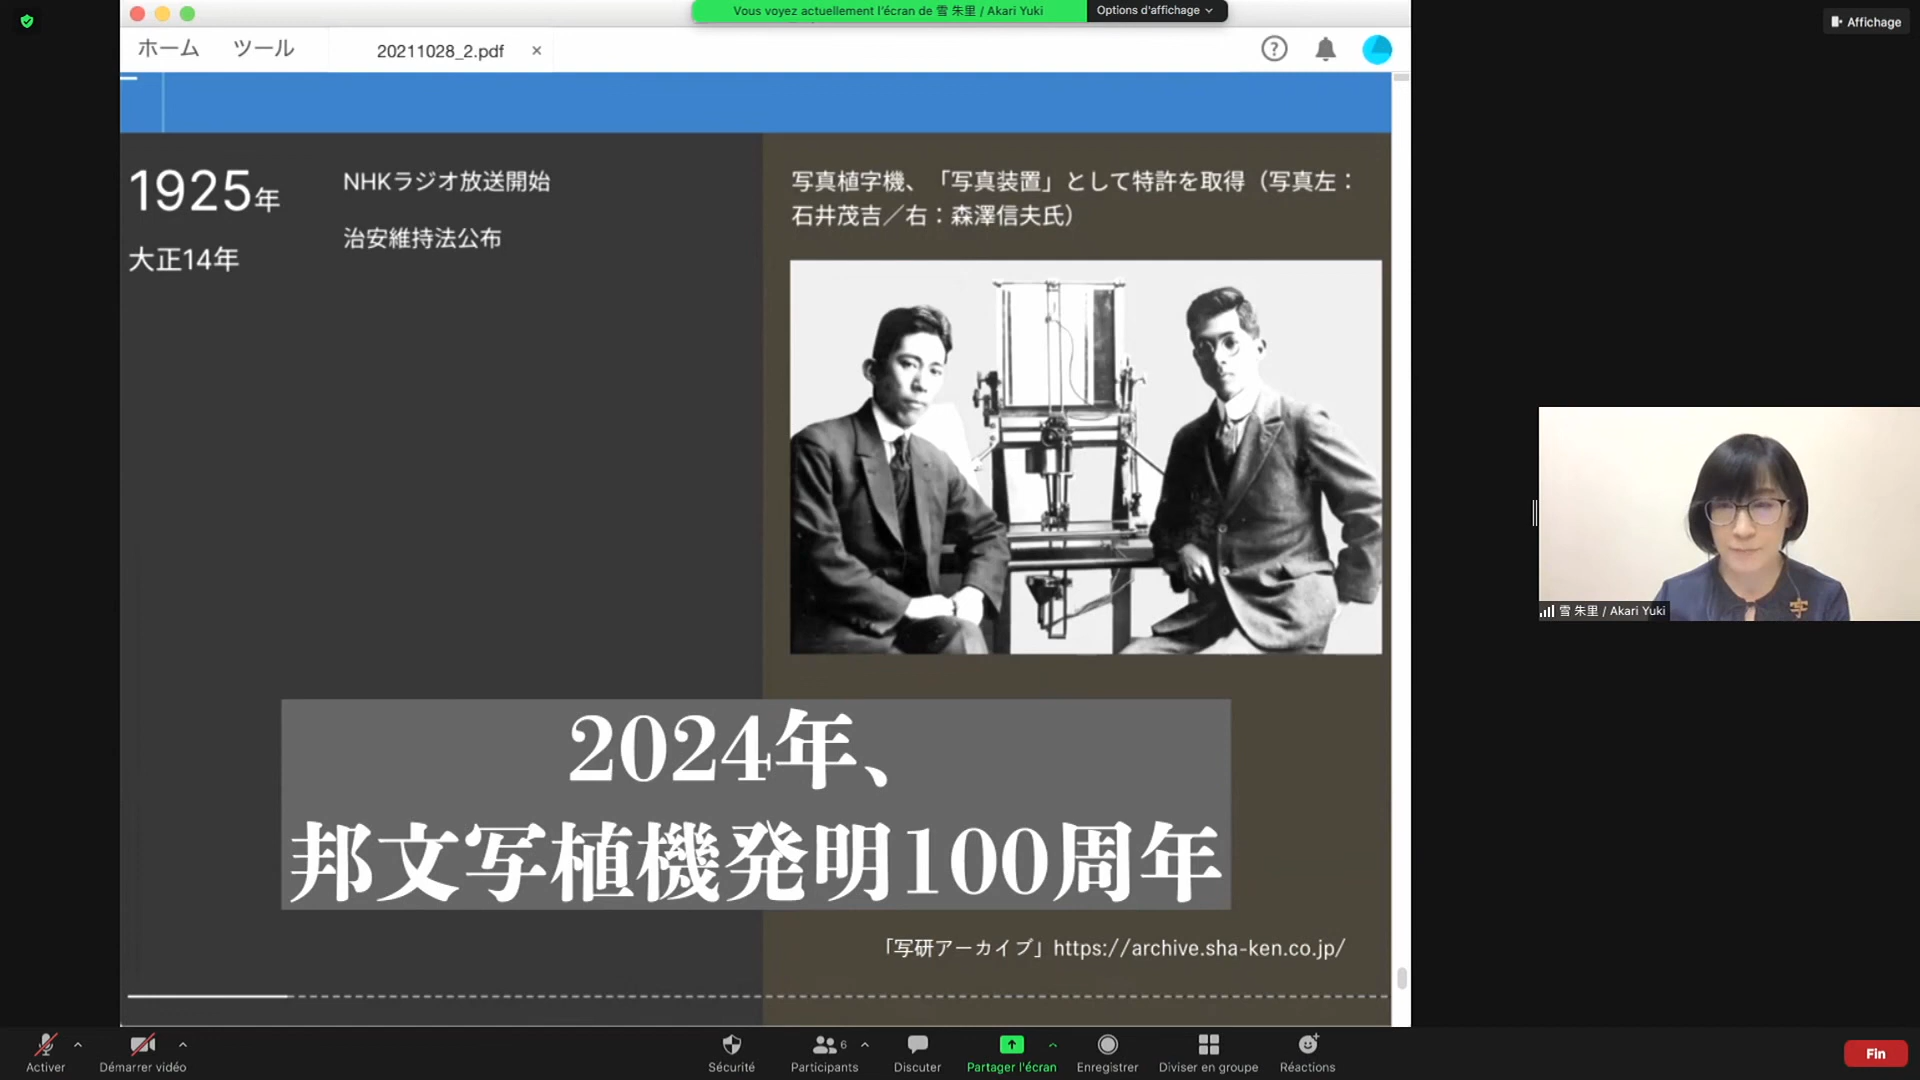 Vous voyez actuellement l'écran de 雪 朱里 / Akari Yuki
Options d'affichage
Affichage
ホーム
ツール
20211028_2.pdf
1925年
大正14年
NHKラジオ放送開始
治安維持法公布
写真植字機、「写真装置」として特許を取得（写真左：
石井茂吉／右：森澤信夫氏）
2024年、
邦文写植機発明100周年
「写研アーカイブ」https://archive.sha-ken.co.jp/
雪 朱里 / Akari Yuki
Activer
Démarrer vidéo
Sécurité
Participants
6
Discuter
Partager l'écran
Enregistrer
Diviser en groupe
Réactions
Fin